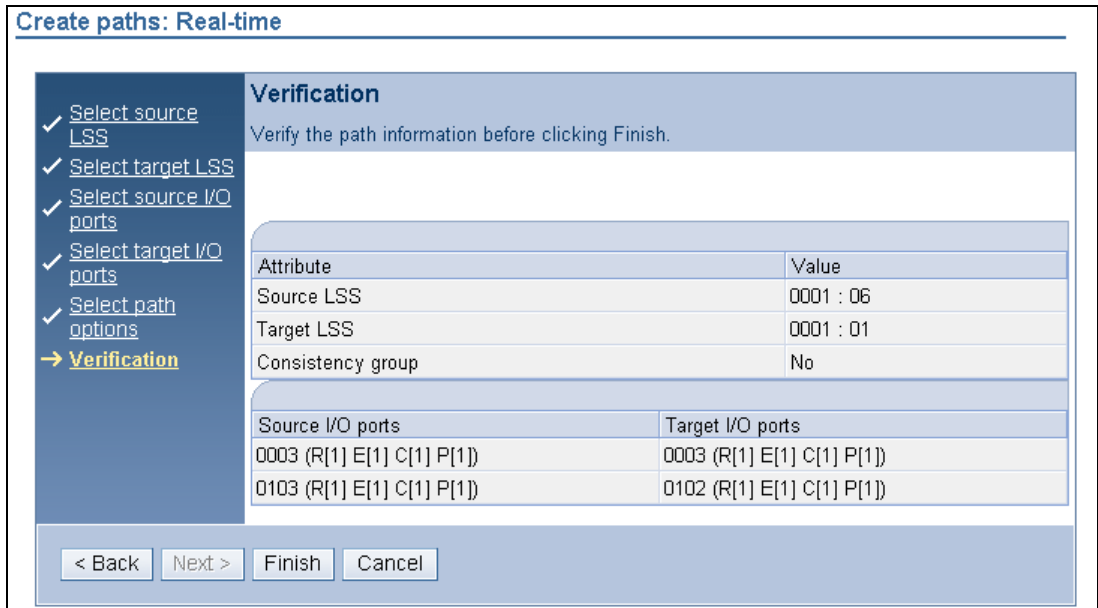 Create paths: Real-time
Select source
LSS
Select target LSS
Select source I/O
ports
Select target I/O
ports
Select path
options
Verification
Verification
Verify the path information before clicking Finish.
Attribute Value
Source LSS 0001 : 06
Target LSS 0001 : 01
Consistency group No
Source I/O ports Target I/O ports
0003 (R[1] E[1] C[1] P[1]) 0003 (R[1] E[1] C[1] P[1])
0103 (R[1] E[1] C[1] P[1]) 0102 (R[1] E[1] C[1] P[1])
< Back Next > Finish Cancel